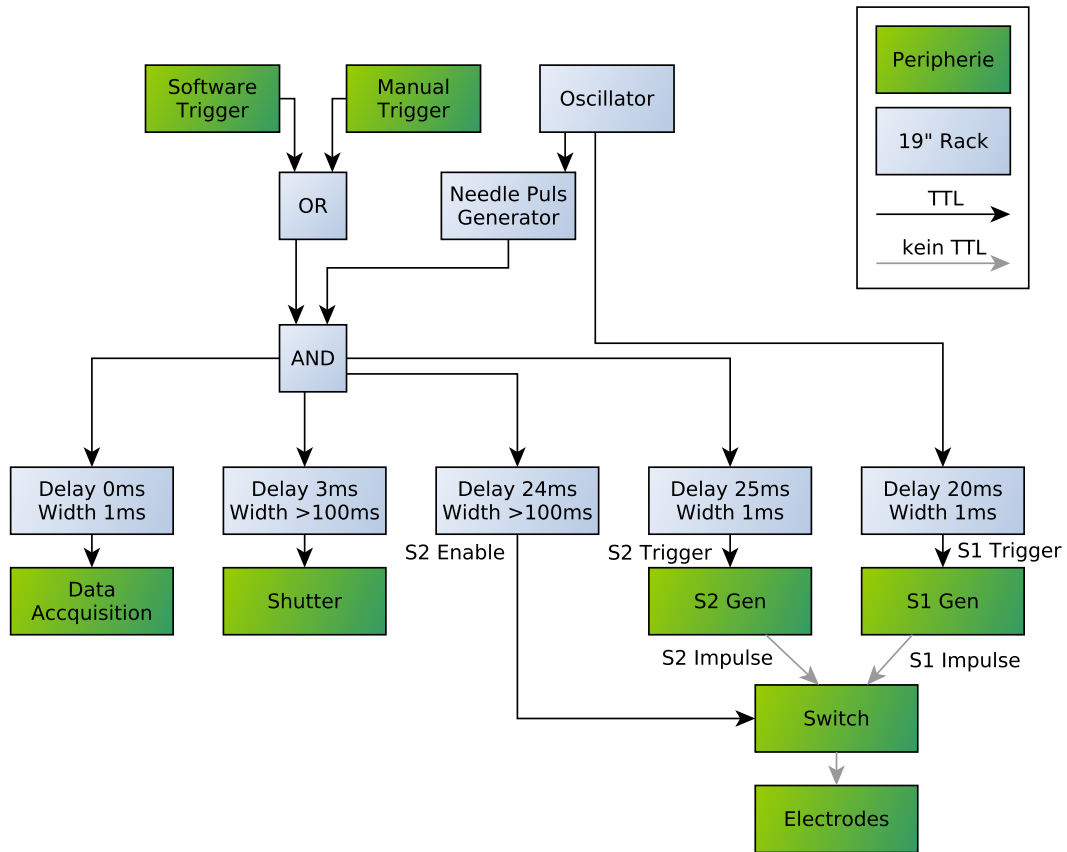 Software
Trigger
Manual
Trigger
Oscillator
Peripherie
19" Rack
TTL
kein TTL
OR
Needle Puls
Generator
AND
Delay 0ms
Width 1ms
Delay 3ms
Width >100ms
Delay 24ms
Width >100ms
Delay 25ms
Width 1ms
Delay 20ms
Width 1ms
S2 Enable
S2 Trigger
S1 Trigger
Data
Accquisition
Shutter
S2 Gen
S1 Gen
S2 Impulse
S1 Impulse
Switch
Electrodes